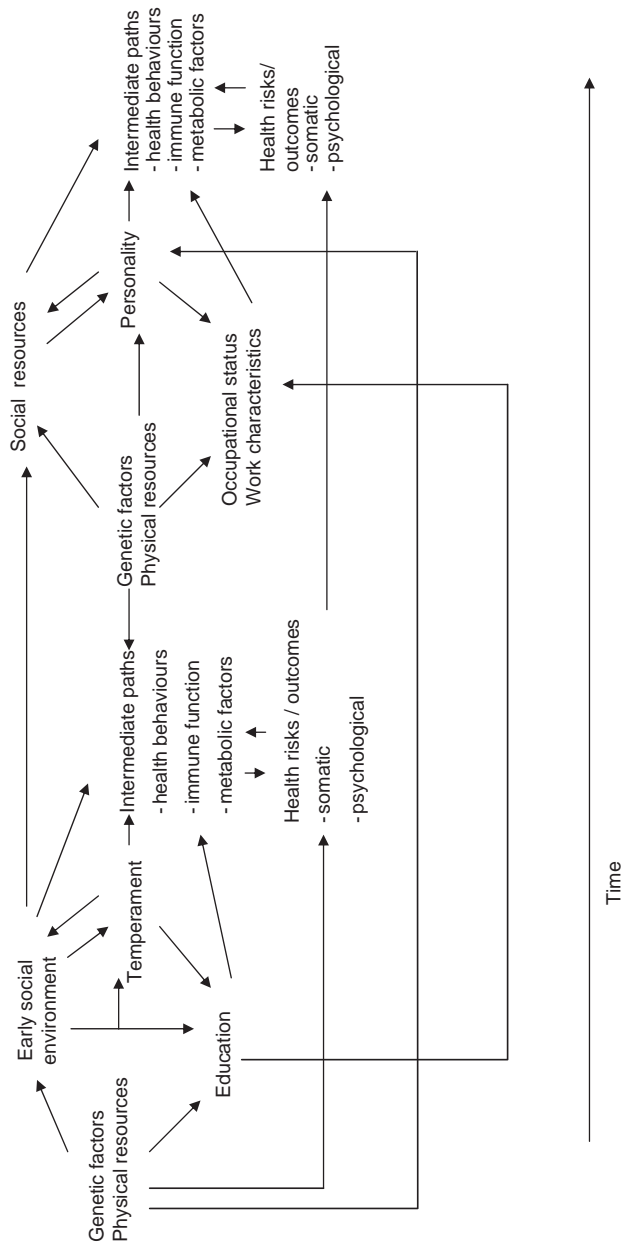 Genetic factors
Physical resources
Early social
environment
Education
Temperament
Intermediate paths
- health behaviours
- immune function
- metabolic factors
Health risks / outcomes
- somatic
- psychological
Genetic factors
Physical resources
Social resources
Personality
Occupational status
Work characteristics
Intermediate paths
- health behaviours
- immune function
- metabolic factors
Health risks/
outcomes
- somatic
- psychological
Time